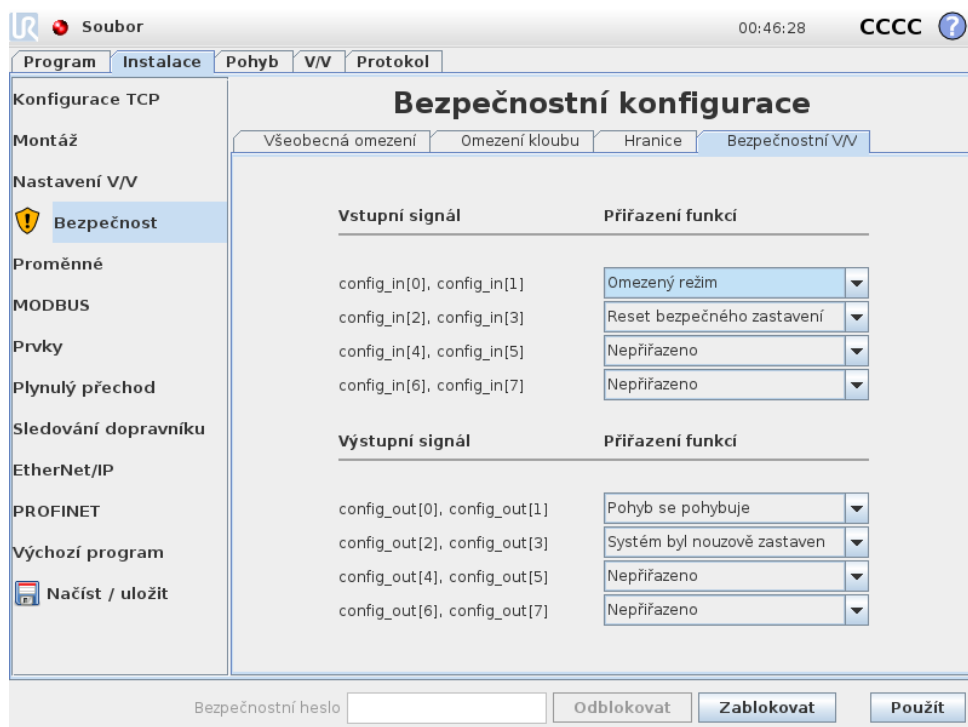 UR Soubor 00:46:28 CCCC ?
Program Instalace Pohyb V/V Protokol
Konfigurace TCP
Montáž
Nastavení V/V
Bezpečnost
Proměnné
MODBUS
Prvky
Plynulý přechod
Sledování dopravníku
EtherNet/IP
PROFINET
Výchozí program
Načíst / uložit
Bezpečnostní konfigurace
Všeobecná omezení Omezení kloubu Hranice Bezpečnostní V/V
Vstupní signál Přiřazení funkcí
config_in[0], config_in[1] Omezený režim
config_in[2], config_in[3] Reset bezpečného zastavení
config_in[4], config_in[5] Nepřiřazeno
config_in[6], config_in[7] Nepřiřazeno
Výstupní signál Přiřazení funkcí
config_out[0], config_out[1] Pohyb se pohybuje
config_out[2], config_out[3] Systém byl nouzově zastaven
config_out[4], config_out[5] Nepřiřazeno
config_out[6], config_out[7] Nepřiřazeno
Bezpečnostní heslo Odblokovat Zablokovat Použít